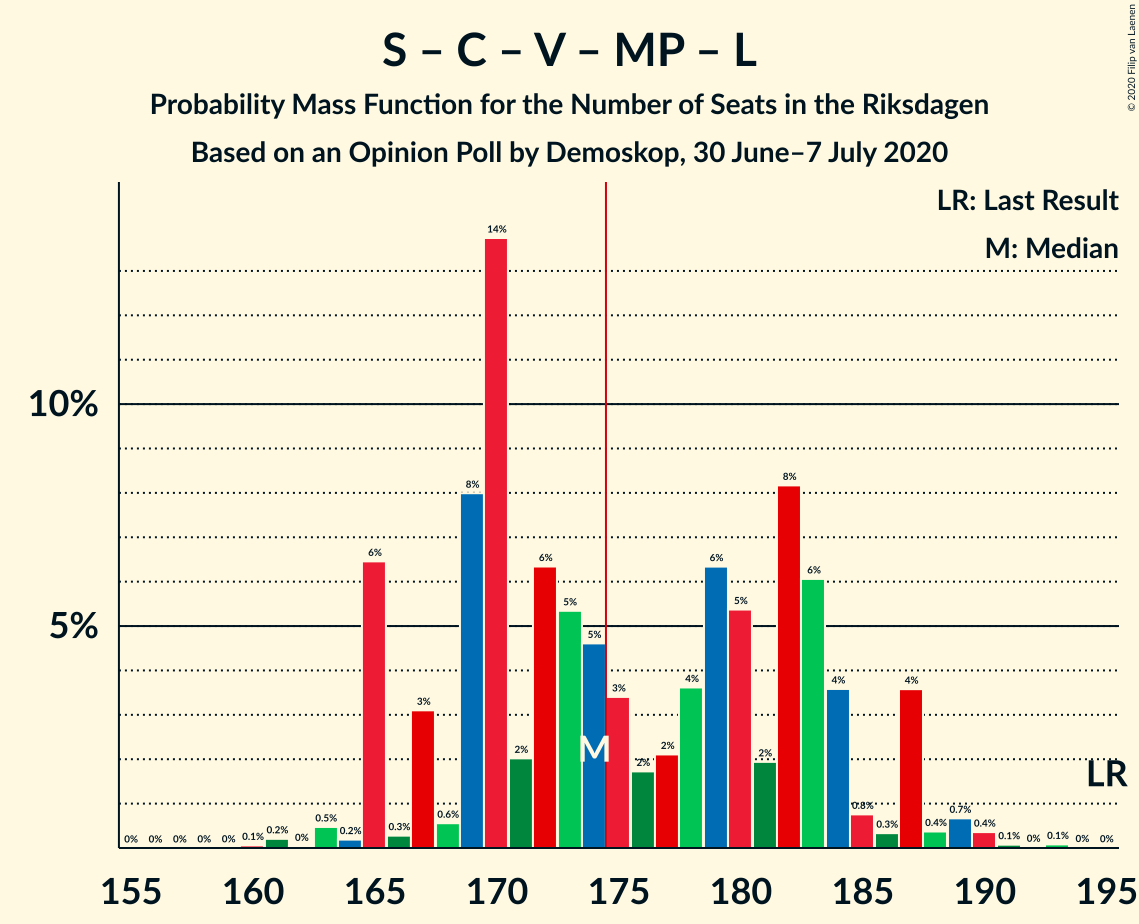 S – C – V – MP – L
Probability Mass Function for the Number of Seats in the Riksdagen
Based on an Opinion Poll by Demoskop, 30 June–7 July 2020
© 2020 Filip van Laenen
LR: Last Result
M: Median
10%
5%
0% 0% 0% 0% 0% 0.1% 0.2% 0% 0.5% 0.2% 6% 0.3% 3% 0.6% 8% 14% 2% 6% 5% 5% 3% 2% 2% 4% 6% 5% 2% 8% 6% 4% 0.8% 0.3% 4% 0.4% 0.7% 0.4% 0.1% 0% 0.1% 0% 0%
M
LR
155 160 165 170 175 180 185 190 195